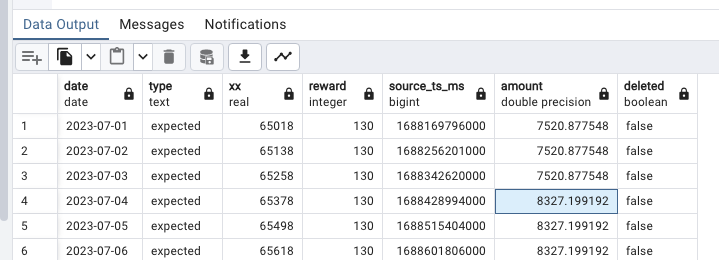 Data Output Messages Notifications
date type xx reward source_ts_ms amount deleted
date text real integer bigint double precision boolean
1 2023-07-01 expected 65018 130 1688169796000 7520.877548 false
2 2023-07-02 expected 65138 130 1688256201000 7520.877548 false
3 2023-07-03 expected 65258 130 1688342620000 7520.877548 false
4 2023-07-04 expected 65378 130 1688428994000 8327.199192 false
5 2023-07-05 expected 65498 130 1688515404000 8327.199192 false
6 2023-07-06 expected 65618 130 1688601806000 8327.199192 false